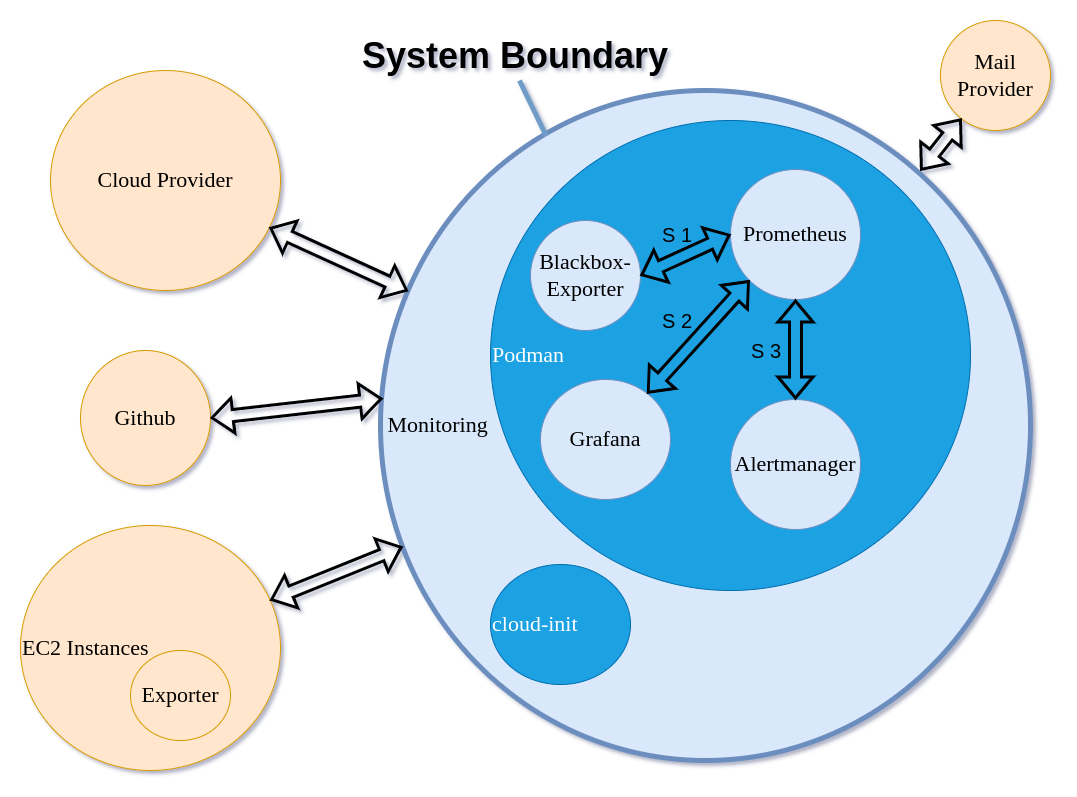 System Boundary
Mail
Provider
Cloud Provider
Prometheus
S 1
Blackbox-
Exporter
S 2
S 3
Podman
Github
Monitoring
Grafana
Alertmanager
cloud-init
EC2 Instances
Exporter